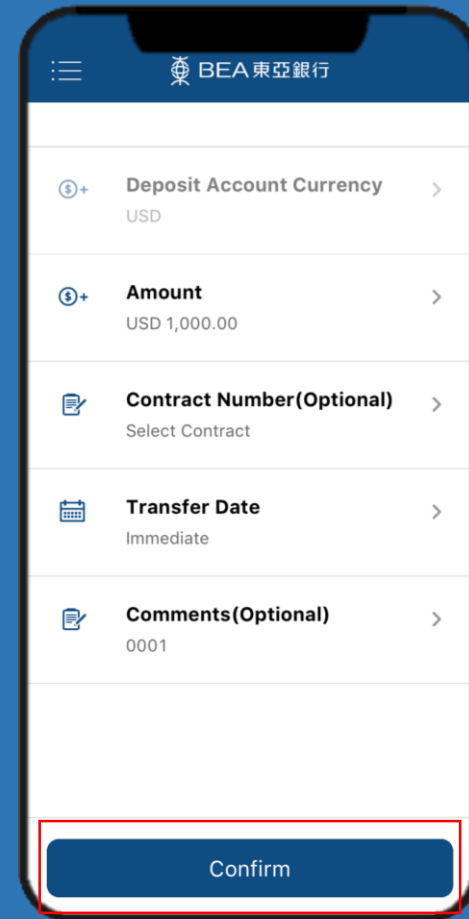 BEA東亞銀行
Deposit Account Currency
USD
Amount
USD 1,000.00
Contract Number(Optional)
Select Contract
Transfer Date
Immediate
Comments(Optional)
0001
Confirm